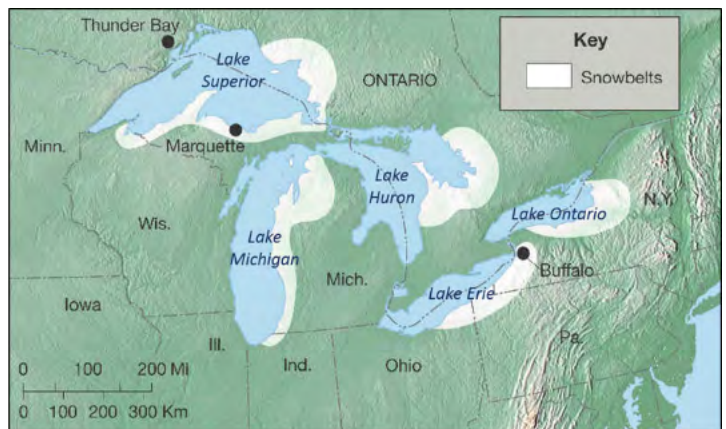 Thunder Bay
Lake
Superior
ONTARIO
Key
Snowbelts
Minn.
Marquette
Lake
Huron
Wis.
Lake
Michigan
Lake Ontario
N.Y.
Mich.
Buffalo
Lake Erie
Iowa
Ill.
Ind.
Ohio
Pa.
0 100 200 Mi
0 100 200 300 Km